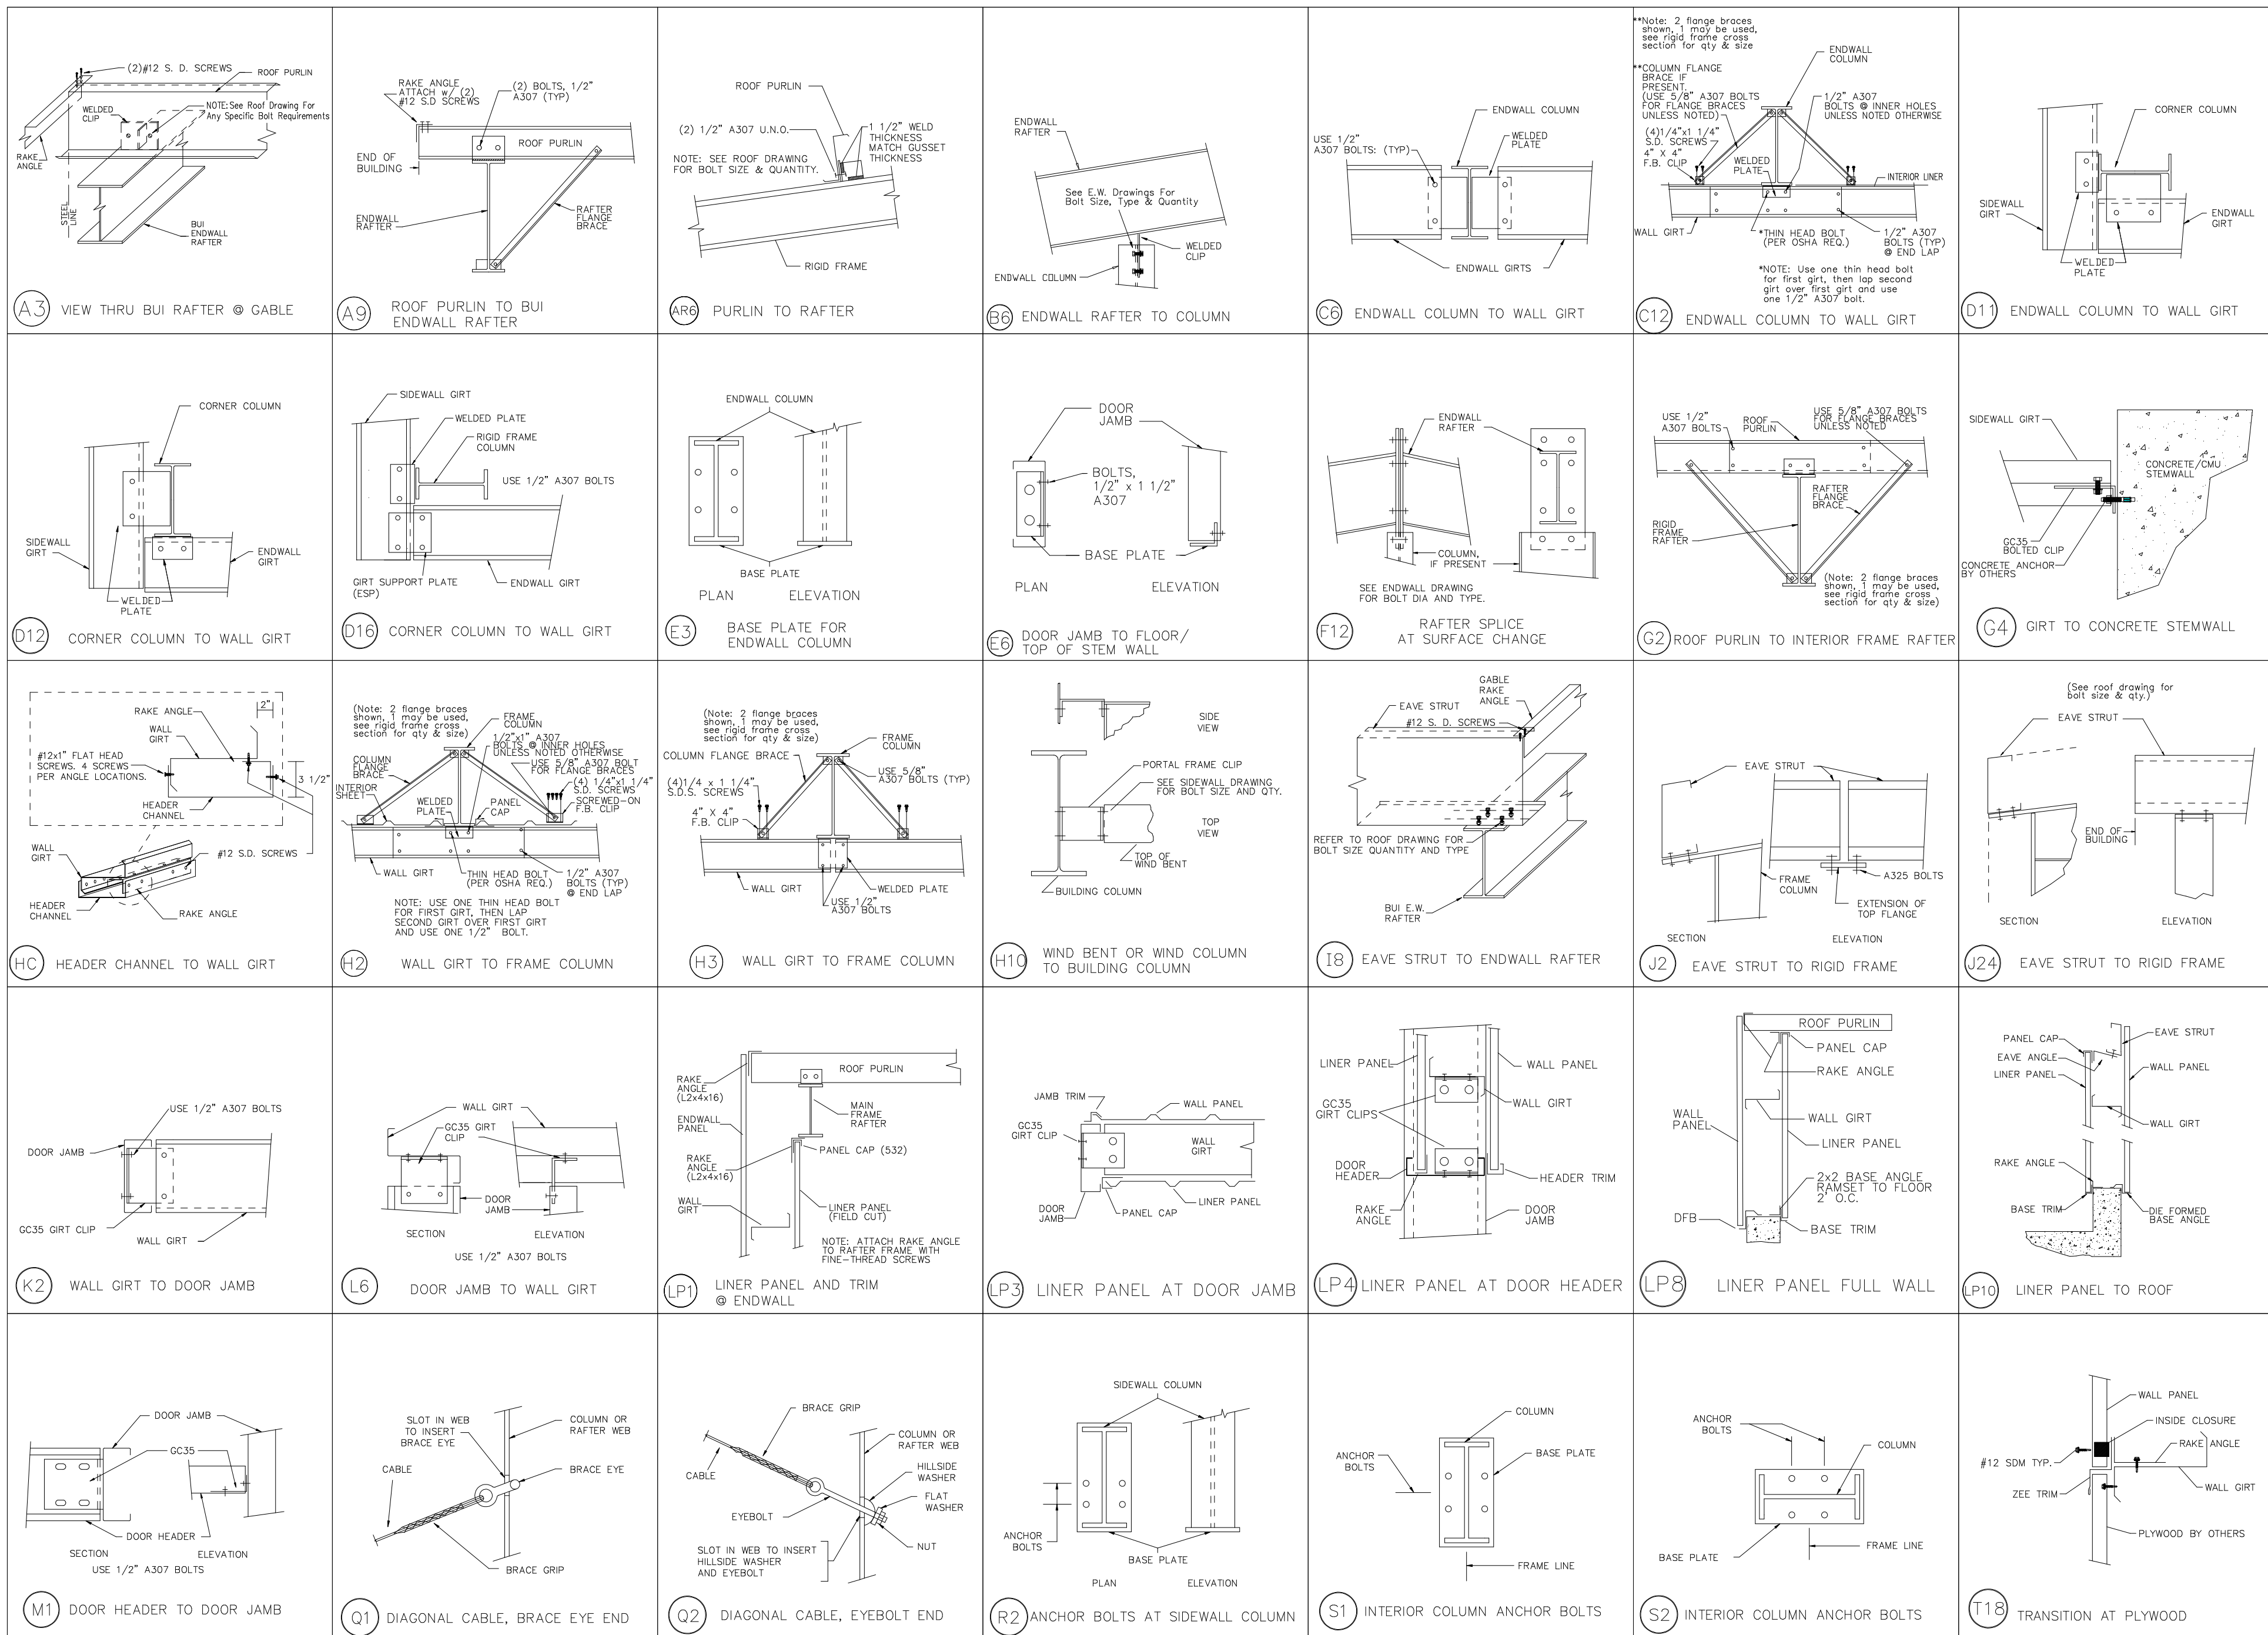 (2)#12 S. D. SCREWS
ROOF PURLIN
WELDED
CLIP
NOTE:See Roof Drawing For
Any Specific Bolt Requirements
RAKE
ANGLE
STEEL
LINE
BUI
ENDWALL
RAFTER
A3 VIEW THRU BUI RAFTER @ GABLE
RAKE ANGLE
ATTACH w/ (2)
#12 S.D SCREWS
(2) BOLTS, 1/2"
A307 (TYP)
ROOF PURLIN
END OF
BUILDING
ENDWALL
RAFTER
RAFTER
FLANGE
BRACE
A9 ROOF PURLIN TO BUI
ENDWALL RAFTER
ROOF PURLIN
(2) 1/2" A307 U.N.O.
1 1/2" WELD
THICKNESS
MATCH GUSSET
THICKNESS
NOTE: SEE ROOF DRAWING
FOR BOLT SIZE & QUANTITY.
RIGID FRAME
AR6 PURLIN TO RAFTER
ENDWALL
RAFTER
See E.W. Drawings For
Bolt Size, Type & Quantity
WELDED
CLIP
ENDWALL COLUMN
B6 ENDWALL RAFTER TO COLUMN
ENDWALL COLUMN
USE 1/2"
A307 BOLTS: (TYP)
WELDED
PLATE
ENDWALL GIRTS
C6 ENDWALL COLUMN TO WALL GIRT
**Note: 2 flange braces
shown, 1 may be used,
see rigid frame cross
section for qty & size
ENDWALL
COLUMN
**COLUMN FLANGE
BRACE IF
PRESENT.
(USE 5/8" A307 BOLTS
FOR FLANGE BRACES
UNLESS NOTED)
1/2" A307
BOLTS @ INNER HOLES
UNLESS NOTED OTHERWISE
(4)1/4"x1 1/4"
S.D. SCREWS
4" X 4"
F.B. CLIP
WELDED
PLATE
INTERIOR LINER
WALL GIRT
*THIN HEAD BOLT
(PER OSHA REQ.)
1/2" A307
BOLTS (TYP)
@ END LAP
*NOTE: Use one thin head bolt
for first girt, then lap second
girt over first girt and use
one 1/2" A307 bolt.
C12 ENDWALL COLUMN TO WALL GIRT
CORNER COLUMN
SIDEWALL
GIRT
ENDWALL
GIRT
WELDED
PLATE
D11 ENDWALL COLUMN TO WALL GIRT
CORNER COLUMN
SIDEWALL
GIRT
ENDWALL
GIRT
WELDED
PLATE
D12 CORNER COLUMN TO WALL GIRT
SIDEWALL GIRT
WELDED PLATE
RIGID FRAME
COLUMN
USE 1/2" A307 BOLTS
GIRT SUPPORT PLATE
(ESP)
ENDWALL GIRT
D16 CORNER COLUMN TO WALL GIRT
ENDWALL COLUMN
BASE PLATE
PLAN ELEVATION
E3 BASE PLATE FOR
ENDWALL COLUMN
DOOR
JAMB
BOLTS,
1/2" x 1 1/2"
A307
BASE PLATE
PLAN ELEVATION
E6 DOOR JAMB TO FLOOR/
TOP OF STEM WALL
ENDWALL
RAFTER
COLUMN,
IF PRESENT
SEE ENDWALL DRAWING
FOR BOLT DIA AND TYPE.
F12 RAFTER SPLICE
AT SURFACE CHANGE
USE 1/2"
A307 BOLTS
ROOF
PURLIN
USE 5/8" A307 BOLTS
FOR FLANGE BRACES
UNLESS NOTED
RAFTER
FLANGE
BRACE
RIGID
FRAME
RAFTER
(Note: 2 flange braces
shown, 1 may be used,
see rigid frame cross
section for qty & size)
G2 ROOF PURLIN TO INTERIOR FRAME RAFTER
SIDEWALL GIRT
CONCRETE/CMU
STEMWALL
GC35
BOLTED CLIP
CONCRETE ANCHOR
BY OTHERS
G4 GIRT TO CONCRETE STEMWALL
RAKE ANGLE
2"
WALL
GIRT
#12x1" FLAT HEAD
SCREWS. 4 SCREWS
PER ANGLE LOCATIONS.
3 1/2"
HEADER
CHANNEL
WALL
GIRT
#12 S.D. SCREWS
HEADER
CHANNEL
RAKE ANGLE
HC HEADER CHANNEL TO WALL GIRT
(Note: 2 flange braces
shown, 1 may be used,
see rigid frame cross
section for qty & size)
FRAME
COLUMN
1/2"x1" A307
BOLTS @ INNER HOLES
UNLESS NOTED OTHERWISE
USE 5/8" A307 BOLT
FOR FLANGE BRACES
COLUMN
FLANGE
BRACE
(4) 1/4"x1 1/4"
S.D. SCREWS
INTERIOR
SHEET
WELDED
PLATE
PANEL
CAP
SCREWED-ON
F.B. CLIP
WALL GIRT
THIN HEAD BOLT
(PER OSHA REQ.)
1/2" A307
BOLTS (TYP)
@ END LAP
NOTE: USE ONE THIN HEAD BOLT
FOR FIRST GIRT, THEN LAP
SECOND GIRT OVER FIRST GIRT
AND USE ONE 1/2" BOLT.
H2 WALL GIRT TO FRAME COLUMN
(Note: 2 flange braces
shown, 1 may be used,
see rigid frame cross
section for qty & size)
FRAME
COLUMN
COLUMN FLANGE BRACE
USE 5/8"
A307 BOLTS (TYP)
(4)1/4 x 1 1/4"
S.D.S. SCREWS
4" X 4"
F.B. CLIP
WALL GIRT
WELDED PLATE
USE 1/2"
A307 BOLTS
H3 WALL GIRT TO FRAME COLUMN
SIDE
VIEW
PORTAL FRAME CLIP
SEE SIDEWALL DRAWING
FOR BOLT SIZE AND QTY.
TOP
VIEW
TOP OF
WIND BENT
BUILDING COLUMN
H10 WIND BENT OR WIND COLUMN
TO BUILDING COLUMN
GABLE
RAKE
ANGLE
EAVE STRUT
#12 S. D. SCREWS
REFER TO ROOF DRAWING FOR
BOLT SIZE QUANTITY AND TYPE
BUI E.W.
RAFTER
I8 EAVE STRUT TO ENDWALL RAFTER
EAVE STRUT
FRAME
COLUMN
A325 BOLTS
EXTENSION OF
TOP FLANGE
SECTION ELEVATION
J2 EAVE STRUT TO RIGID FRAME
(See roof drawing for
bolt size & qty.)
EAVE STRUT
END OF
BUILDING
SECTION ELEVATION
J24 EAVE STRUT TO RIGID FRAME
USE 1/2" A307 BOLTS
DOOR JAMB
GC35 GIRT CLIP
WALL GIRT
K2 WALL GIRT TO DOOR JAMB
WALL GIRT
GC35 GIRT
CLIP
DOOR
JAMB
SECTION ELEVATION
USE 1/2" A307 BOLTS
L6 DOOR JAMB TO WALL GIRT
ROOF PURLIN
RAKE
ANGLE
(L2x4x16)
MAIN
FRAME
RAFTER
ENDWALL
PANEL
PANEL CAP (532)
RAKE
ANGLE
(L2x4x16)
WALL
GIRT
LINER PANEL
(FIELD CUT)
NOTE: ATTACH RAKE ANGLE
TO RAFTER FRAME WITH
FINE-THREAD SCREWS
LP1 LINER PANEL AND TRIM
@ ENDWALL
JAMB TRIM
WALL PANEL
GC35
GIRT CLIP
WALL
GIRT
DOOR
JAMB
PANEL CAP
LINER PANEL
LP3 LINER PANEL AT DOOR JAMB
LINER PANEL
WALL PANEL
GC35
GIRT CLIPS
WALL GIRT
DOOR
HEADER
HEADER TRIM
RAKE
ANGLE
DOOR
JAMB
LP4 LINER PANEL AT DOOR HEADER
ROOF PURLIN
PANEL CAP
RAKE ANGLE
WALL
PANEL
WALL GIRT
LINER PANEL
2x2 BASE ANGLE
RAMSET TO FLOOR
2' O.C.
DFB
BASE TRIM
LP8 LINER PANEL FULL WALL
PANEL CAP
EAVE STRUT
EAVE ANGLE
LINER PANEL
WALL PANEL
WALL GIRT
RAKE ANGLE
BASE TRIM
DIE FORMED
BASE ANGLE
LP10 LINER PANEL TO ROOF
DOOR JAMB
GC35
DOOR HEADER
SECTION ELEVATION
USE 1/2" A307 BOLTS
M1 DOOR HEADER TO DOOR JAMB
SLOT IN WEB
TO INSERT
BRACE EYE
COLUMN OR
RAFTER WEB
CABLE
BRACE EYE
BRACE GRIP
Q1 DIAGONAL CABLE, BRACE EYE END
BRACE GRIP
COLUMN OR
RAFTER WEB
CABLE
HILLSIDE
WASHER
FLAT
WASHER
EYEBOLT
NUT
SLOT IN WEB TO INSERT
HILLSIDE WASHER
AND EYEBOLT
Q2 DIAGONAL CABLE, EYEBOLT END
SIDEWALL COLUMN
ANCHOR
BOLTS
BASE PLATE
PLAN ELEVATION
R2 ANCHOR BOLTS AT SIDEWALL COLUMN
COLUMN
ANCHOR
BOLTS
BASE PLATE
FRAME LINE
S1 INTERIOR COLUMN ANCHOR BOLTS
ANCHOR
BOLTS
COLUMN
BASE PLATE
FRAME LINE
S2 INTERIOR COLUMN ANCHOR BOLTS
WALL PANEL
INSIDE CLOSURE
RAKE ANGLE
#12 SDM TYP.
WALL GIRT
ZEE TRIM
PLYWOOD BY OTHERS
T18 TRANSITION AT PLYWOOD